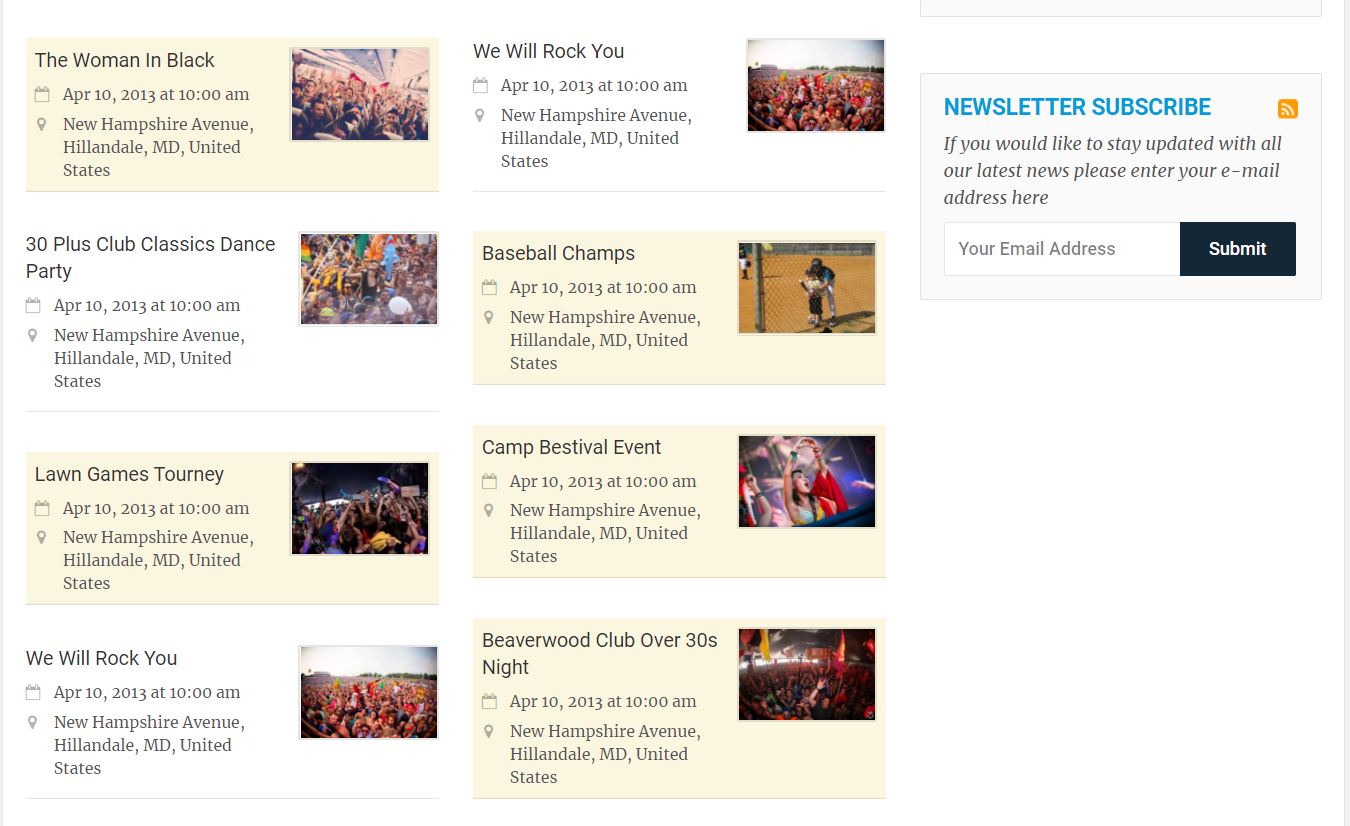 The Woman In Black
Apr 10, 2013 at 10:00 am
New Hampshire Avenue,
Hillandale, MD, United
States
30 Plus Club Classics Dance
Party
Apr 10, 2013 at 10:00 am
New Hampshire Avenue,
Hillandale, MD, United
States
Lawn Games Tourney
Apr 10, 2013 at 10:00 am
New Hampshire Avenue,
Hillandale, MD, United
States
We Will Rock You
Apr 10, 2013 at 10:00 am
New Hampshire Avenue,
Hillandale, MD, United
States
We Will Rock You
Apr 10, 2013 at 10:00 am
New Hampshire Avenue,
Hillandale, MD, United
States
Baseball Champs
Apr 10, 2013 at 10:00 am
New Hampshire Avenue,
Hillandale, MD, United
States
Camp Bestival Event
Apr 10, 2013 at 10:00 am
New Hampshire Avenue,
Hillandale, MD, United
States
Beaverwood Club Over 30s
Night
Apr 10, 2013 at 10:00 am
New Hampshire Avenue,
Hillandale, MD, United
States
NEWSLETTER SUBSCRIBE
If you would like to stay updated with all
our latest news please enter your e-mail
address here
Your Email Address
Submit